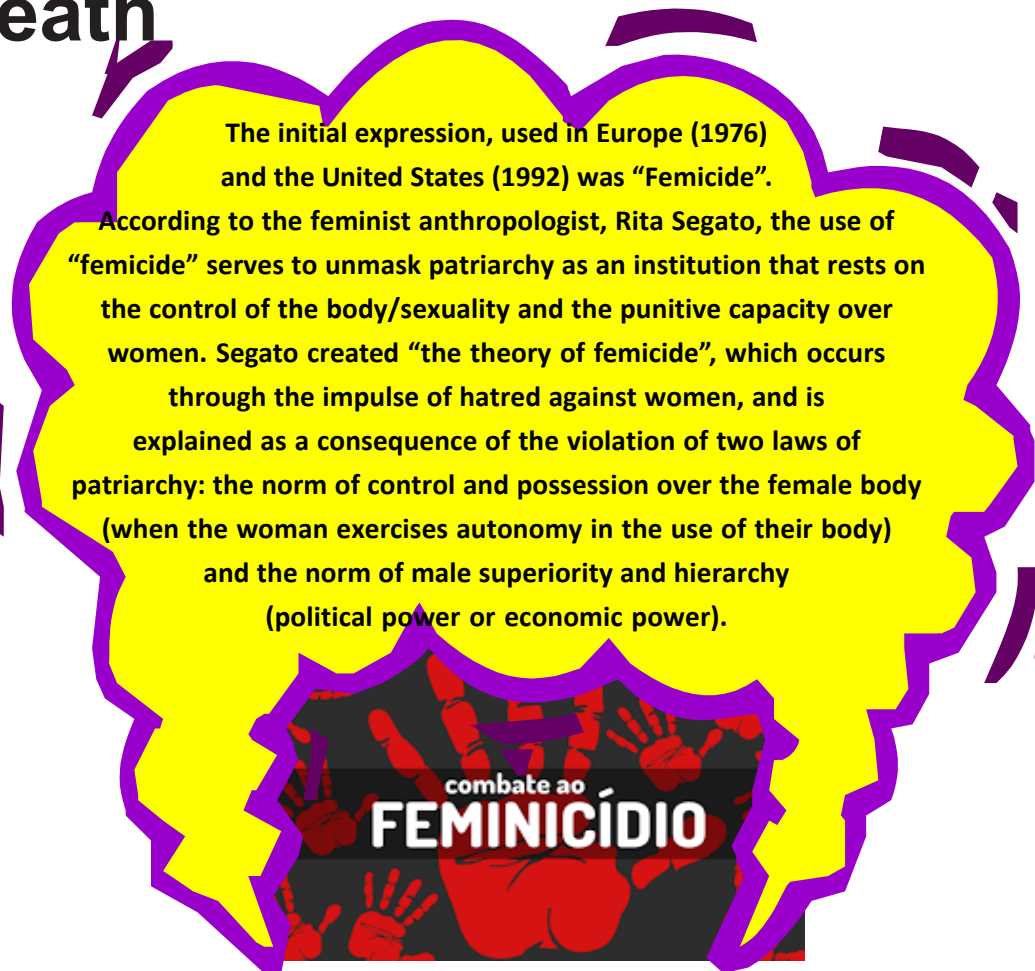 eath
The initial expression, used in Europe (1976)
and the United States (1992) was “Femicide”.
According to the feminist anthropologist, Rita Segato, the use of
“femicide” serves to unmask patriarchy as an institution that rests on
the control of the body/sexuality and the punitive capacity over
women. Segato created “the theory of femicide”, which occurs
through the impulse of hatred against women, and is
explained as a consequence of the violation of two laws of
patriarchy: the norm of control and possession over the female body
(when the woman exercises autonomy in the use of their body)
and the norm of male superiority and hierarchy
(political power or economic power).
combate ao
FEMINICÍDIO